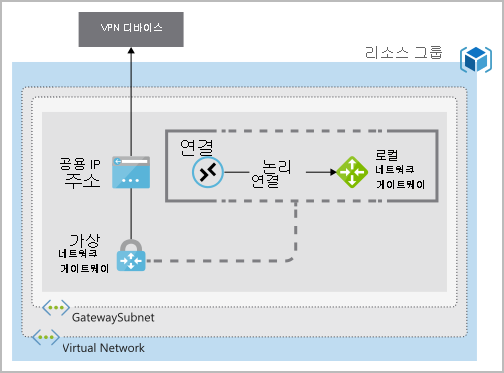 VPN 디바이스
리소스 그룹
공용 IP
주소
연결
논리
연결
로컬
네트워크
게이트웨이
가상
네트워크
게이트웨이
GatewaySubnet
Virtual Network